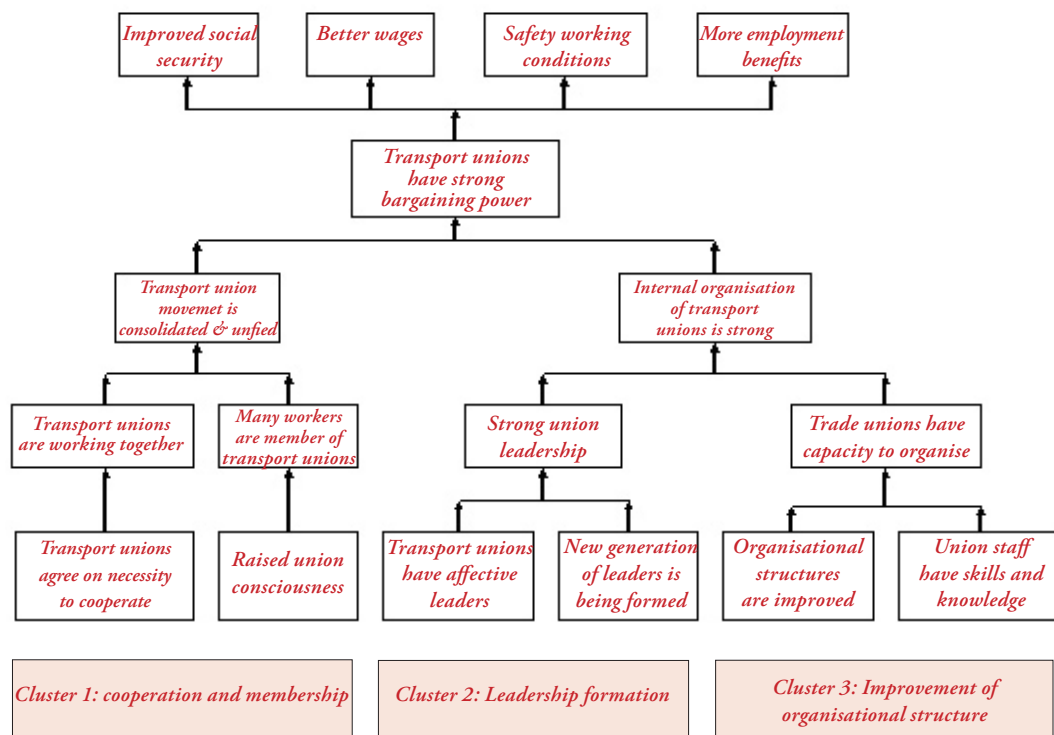 Improved social
security
Better wages
Safety working
conditions
More employment
benefits
Transport unions
have strong
bargaining power
Transport union
movemet is
consolidated & unfied
Internal organisation
of transport
unions is strong
Transport unions
are working together
Many workers
are member of
transport unions
Strong union
leadership
Trade unions have
capacity to organise
Transport unions
agree on necessity
to cooperate
Raised union
consciousness
Transport unions
have affective
leaders
New generation
of leaders is
being formed
Organisational
structures
are improved
Union staff
have skills and
knowledge
Cluster 1: cooperation and membership
Cluster 2: Leadership formation
Cluster 3: Improvement of
organisational structure